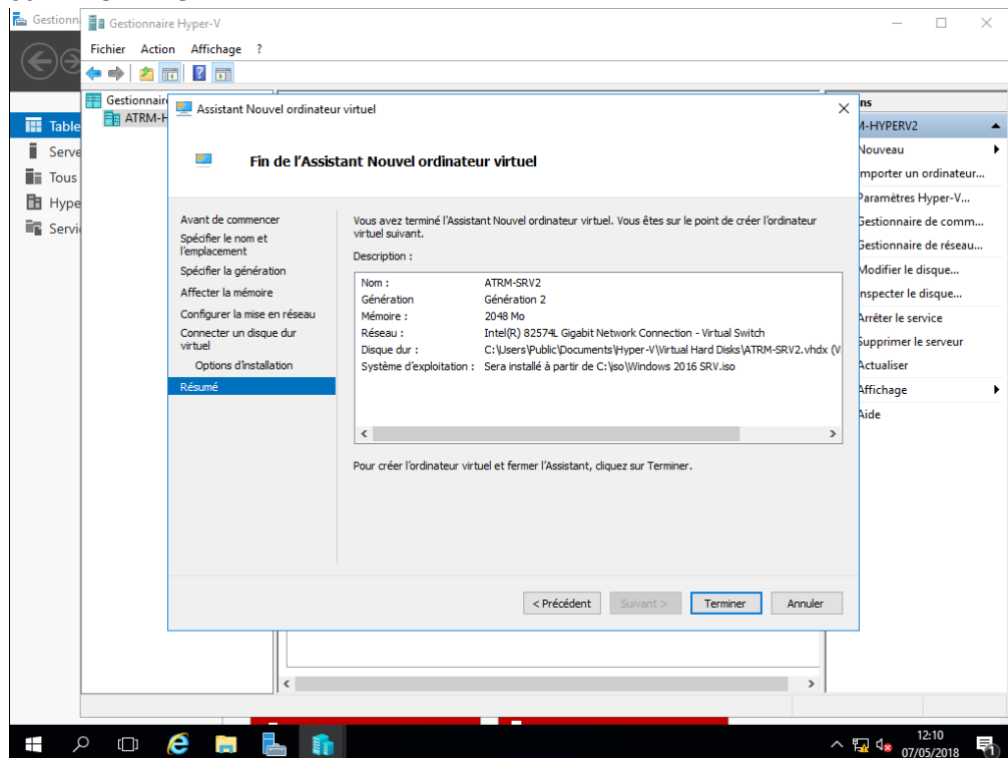 Gestionn
Gestionnaire Hyper-V
Fichier Action Affichage ?
Gestionnair
ATRM-H
Table
Serve
Tous
Hype
Servi
Assistant Nouvel ordinateur virtuel
Fin de l'Assistant Nouvel ordinateur virtuel
Avant de commencer
Spécifier le nom et
l'emplacement
Spécifier la génération
Affecter la mémoire
Configurer la mise en réseau
Connecter un disque dur
virtuel
Options d'installation
Résumé
Vous avez terminé l'Assistant Nouvel ordinateur virtuel. Vous êtes sur le point de créer l'ordinateur
virtuel suivant.
Description :
Nom : ATRM-SRV2
Génération Génération 2
Mémoire : 2048 Mo
Réseau : Intel(R) 82574L Gigabit Network Connection - Virtual Switch
Disque dur : C:\Users\Public\Documents\Hyper-V\Virtual Hard Disks\ATRM-SRV2.vhdx (V
Système d'exploitation : Sera installé à partir de C:\iso\Windows 2016 SRV.iso
Pour créer l'ordinateur virtuel et fermer l'Assistant, cliquez sur Terminer.
< Précédent Suivant > Terminer Annuler
ns
M-HYPERV2
Nouveau
mporter un ordinateur...
Paramètres Hyper-V...
Gestionnaire de comm...
Gestionnaire de réseau...
Modifier le disque...
nspecter le disque...
Arrêter le service
Supprimer le serveur
Actualiser
Affichage
Aide
12:10
07/05/2018
1